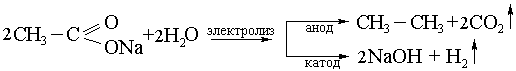 2CH₃−C O ONa +2H₂O электролиз
анод CH₃−CH₃+2CO₂↑
катод 2NaOH + H₂↑